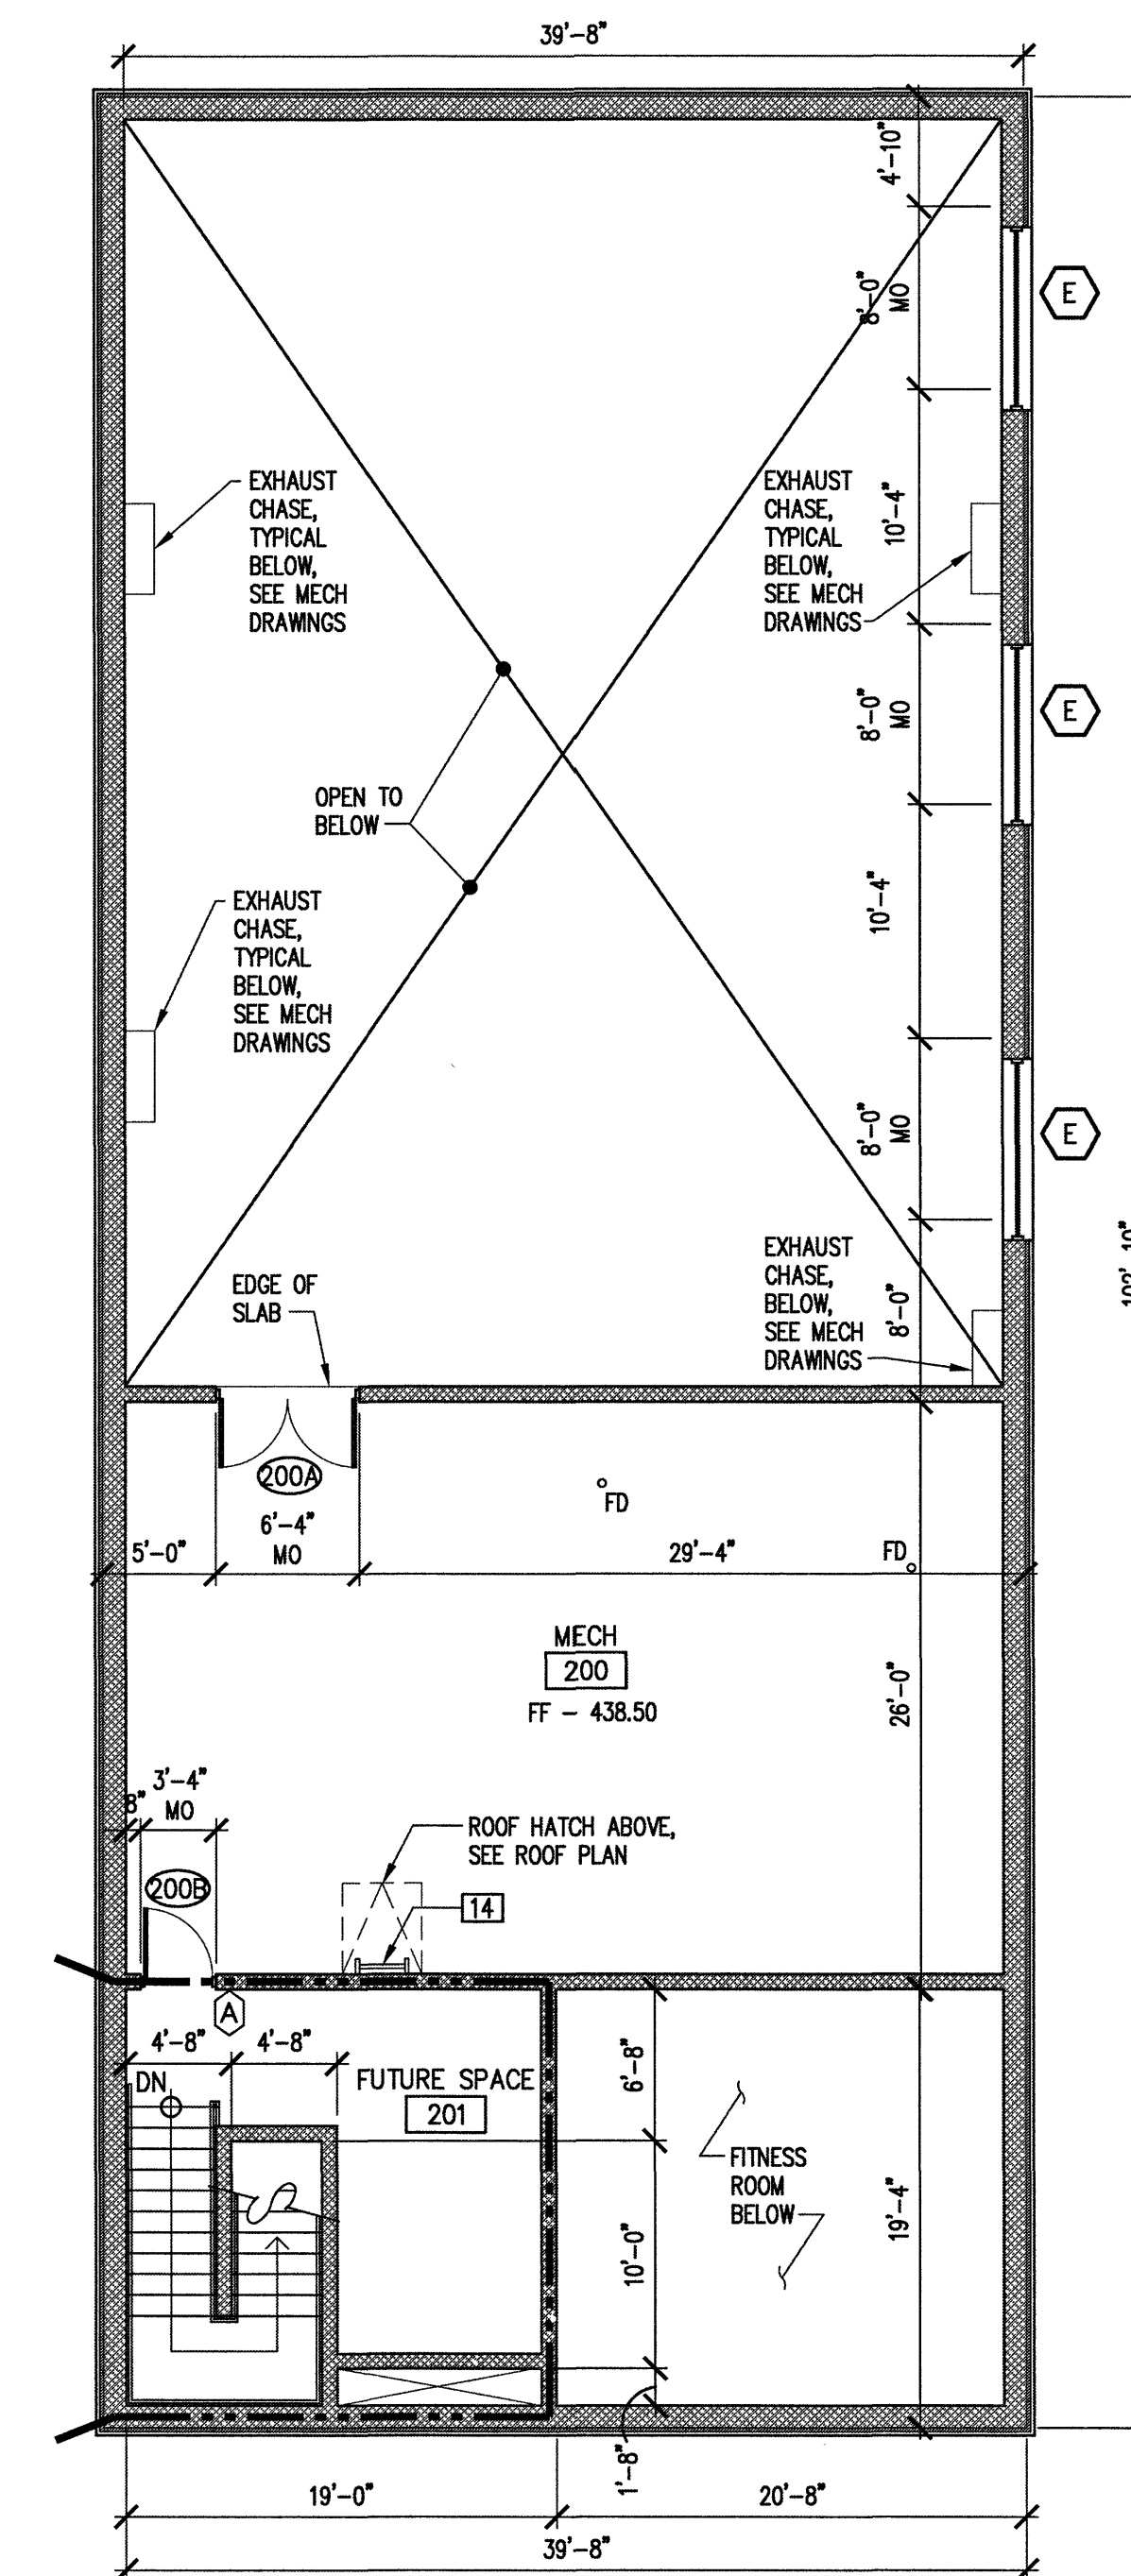 39'-8"
4'-10"
8'-0"
MO
E
EXHAUST
CHASE,
TYPICAL
BELOW,
SEE MECH
DRAWINGS
EXHAUST
CHASE,
TYPICAL
BELOW,
SEE MECH
DRAWINGS
10'-4"
8'-0"
MO
E
OPEN TO
BELOW
EXHAUST
CHASE,
TYPICAL
BELOW,
SEE MECH
DRAWINGS
10'-4"
8'-0"
MO
E
102'-10"
EXHAUST
CHASE,
BELOW,
SEE MECH
DRAWINGS
8'-0"
EDGE OF
SLAB
200A
FD
5'-0"
6'-4"
MO
29'-4"
FD
MECH
200
FF - 438.50
26'-0"
8"
3'-4"
MO
ROOF HATCH ABOVE,
SEE ROOF PLAN
200B
14
A
4'-8"
4'-8"
DN
FUTURE SPACE
201
6'-8"
FITNESS
ROOM
BELOW
19'-4"
10'-0"
1'-8"
19'-0"
20'-8"
39'-8"